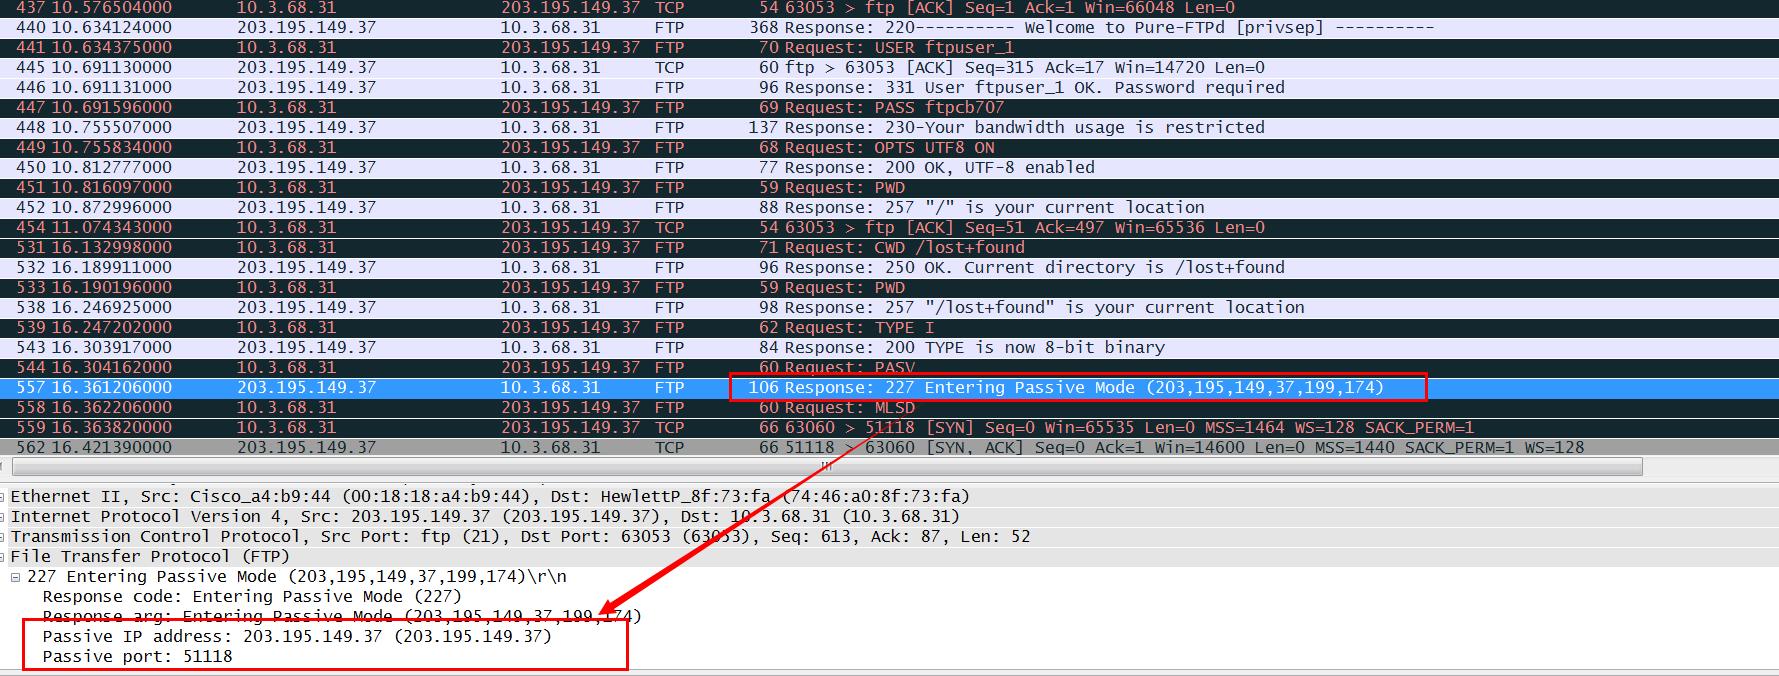 437 10.576504000 10.3.68.31 203.195.149.37 TCP 54 63053 > ftp [ACK] Seq=1 Ack=1 Win=66048 Len=0
440 10.634124000 203.195.149.37 10.3.68.31 FTP 368 Response: 220---------- Welcome to Pure-FTPd [privsep] ----------
441 10.634375000 10.3.68.31 203.195.149.37 FTP 70 Request: USER ftpuser_1
445 10.691130000 203.195.149.37 10.3.68.31 TCP 60 ftp > 63053 [ACK] Seq=315 Ack=17 Win=14720 Len=0
446 10.691131000 203.195.149.37 10.3.68.31 FTP 96 Response: 331 User ftpuser_1 OK. Password required
447 10.691596000 10.3.68.31 203.195.149.37 FTP 69 Request: PASS ftpcb707
448 10.755507000 203.195.149.37 10.3.68.31 FTP 137 Response: 230-Your bandwidth usage is restricted
449 10.755834000 10.3.68.31 203.195.149.37 FTP 68 Request: OPTS UTF8 ON
450 10.812777000 203.195.149.37 10.3.68.31 FTP 77 Response: 200 OK, UTF-8 enabled
451 10.816097000 10.3.68.31 203.195.149.37 FTP 59 Request: PWD
452 10.872996000 203.195.149.37 10.3.68.31 FTP 88 Response: 257 "/" is your current location
454 11.074343000 10.3.68.31 203.195.149.37 TCP 54 63053 > ftp [ACK] Seq=51 Ack=497 Win=65536 Len=0
531 16.132998000 10.3.68.31 203.195.149.37 FTP 71 Request: CWD /lost+found
532 16.189911000 203.195.149.37 10.3.68.31 FTP 96 Response: 250 OK. Current directory is /lost+found
533 16.190196000 10.3.68.31 203.195.149.37 FTP 59 Request: PWD
538 16.246925000 203.195.149.37 10.3.68.31 FTP 98 Response: 257 "/lost+found" is your current location
539 16.247202000 10.3.68.31 203.195.149.37 FTP 62 Request: TYPE I
543 16.303917000 203.195.149.37 10.3.68.31 FTP 84 Response: 200 TYPE is now 8-bit binary
544 16.304162000 10.3.68.31 203.195.149.37 FTP 60 Request: PASV
557 16.361206000 203.195.149.37 10.3.68.31 FTP 106 Response: 227 Entering Passive Mode (203,195,149,37,199,174)
558 16.362206000 10.3.68.31 203.195.149.37 FTP 60 Request: MLSD
559 16.363820000 10.3.68.31 203.195.149.37 TCP 66 63060 > 51118 [SYN] Seq=0 Win=65535 Len=0 MSS=1464 WS=128 SACK_PERM=1
562 16.421390000 203.195.149.37 10.3.68.31 TCP 66 51118 > 63060 [SYN, ACK] Seq=0 Ack=1 Win=14600 Len=0 MSS=1440 SACK_PERM=1 WS=128
Ethernet II, Src: Cisco_a4:b9:44 (00:18:18:a4:b9:44), Dst: HewlettP_8f:73:fa (74:46:a0:8f:73:fa)
Internet Protocol Version 4, Src: 203.195.149.37 (203.195.149.37), Dst: 10.3.68.31 (10.3.68.31)
Transmission Control Protocol, Src Port: ftp (21), Dst Port: 63053 (63053), Seq: 613, Ack: 87, Len: 52
File Transfer Protocol (FTP)
227 Entering Passive Mode (203,195,149,37,199,174)\r\n
Response code: Entering Passive Mode (227)
Response arg: Entering Passive Mode (203,195,149,37,199,174)
Passive IP address: 203.195.149.37 (203.195.149.37)
Passive port: 51118